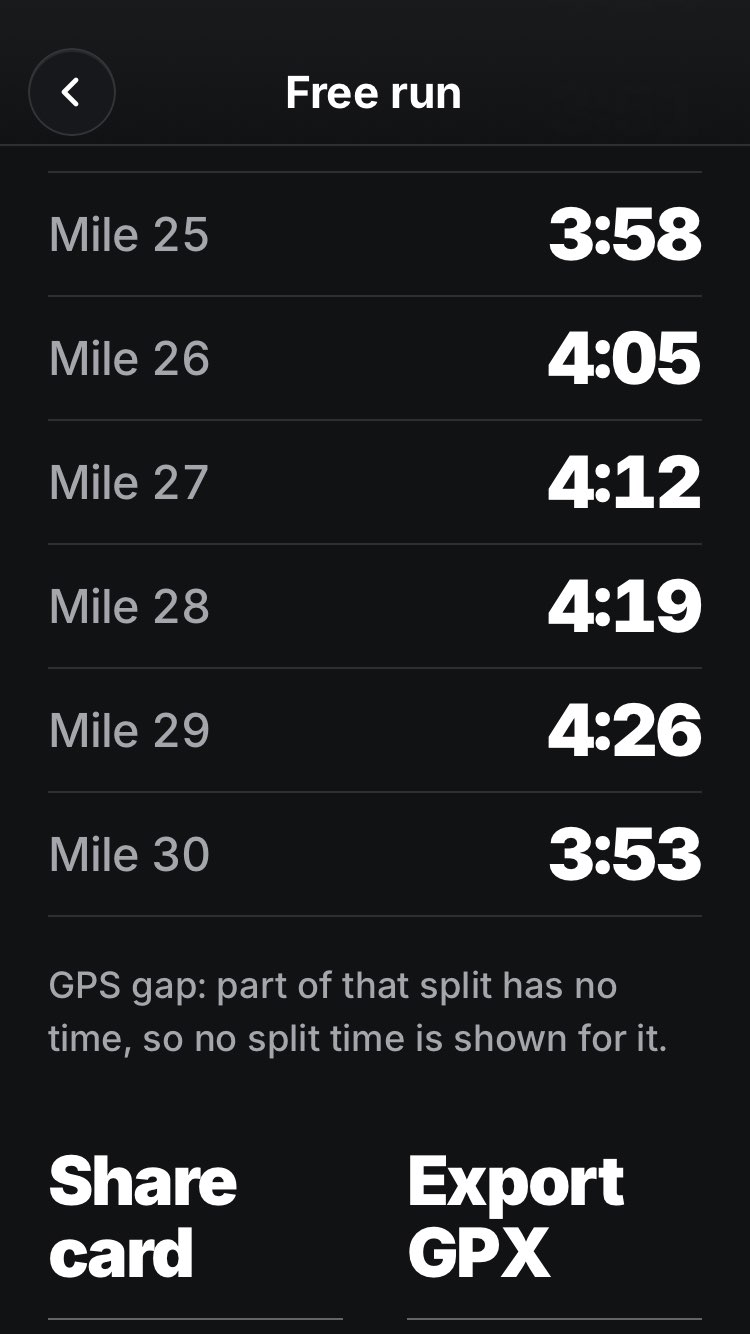 Free run
Mile 25 3:58
Mile 26 4:05
Mile 27 4:12
Mile 28 4:19
Mile 29 4:26
Mile 30 3:53
GPS gap: part of that split has no
time, so no split time is shown for it.
Share card
Export GPX